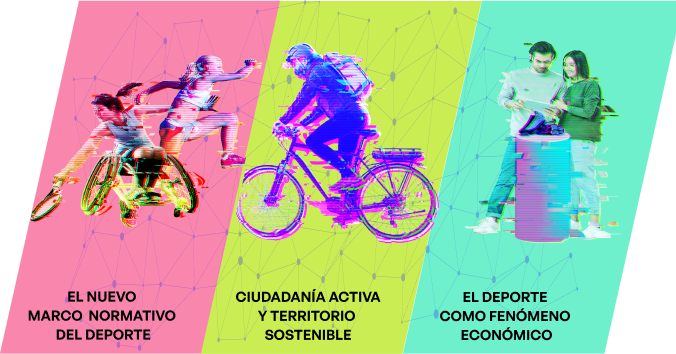 EL NUEVO
MARCO NORMATIVO
DEL DEPORTE
CIUDADANÍA ACTIVA
Y TERRITORIO
SOSTENIBLE
EL DEPORTE
COMO FENÓMENO
ECONÓMICO